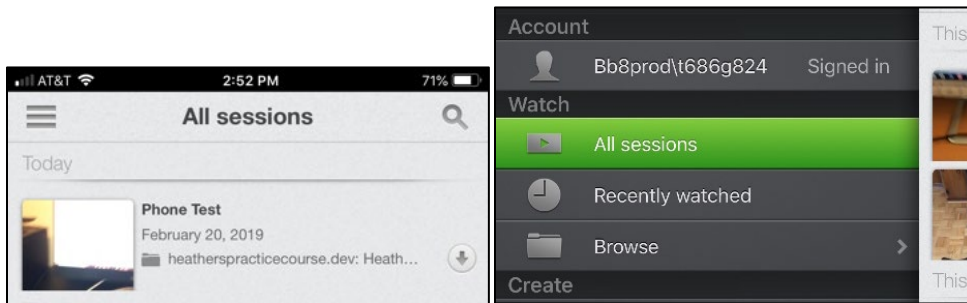 AT&T 2:52 PM 71%
All sessions
Today
Phone Test
February 20, 2019
heatherspracticecourse.dev: Heath...
Account
This
Bb8prod\t686g824 Signed in
Watch
All sessions
Recently watched
Browse
Create
This